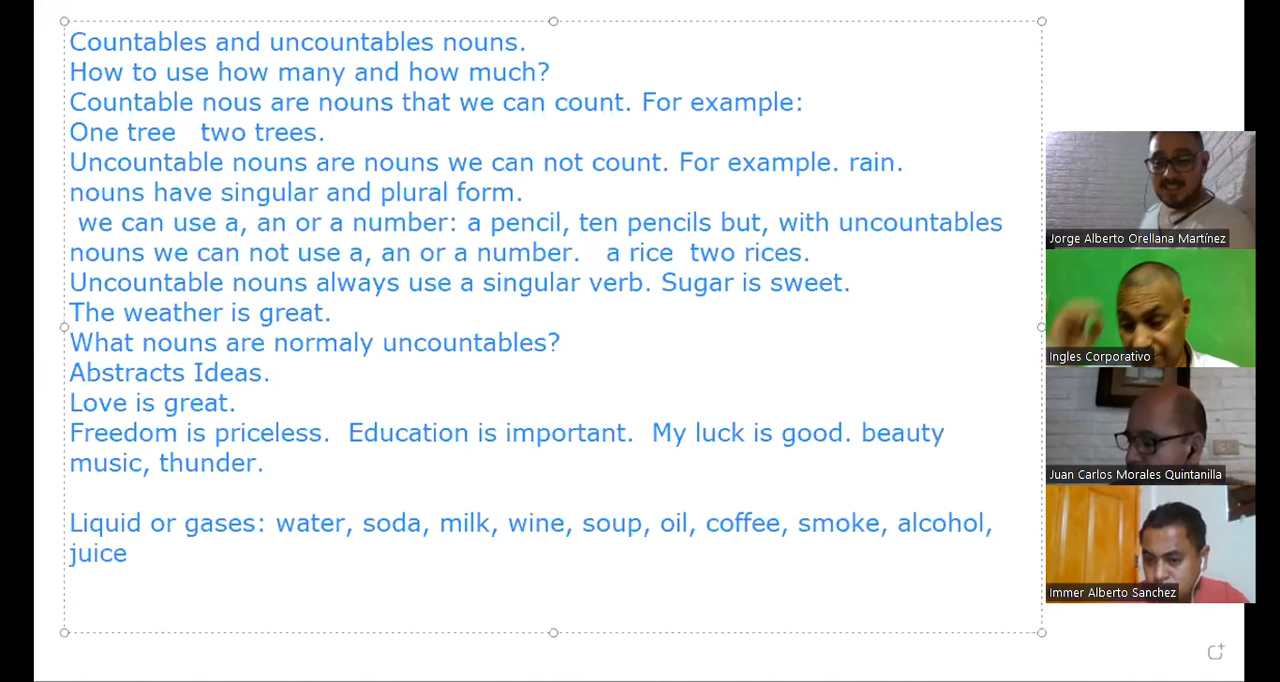 Countables and uncountables nouns.
How to use how many and how much?
Countable nous are nouns that we can count. For example:
One tree   two trees.
Uncountable nouns are nouns we can not count. For example. rain.
nouns have singular and plural form.
we can use a, an or a number: a pencil, ten pencils but, with uncountables
nouns we can not use a, an or a number.   a rice  two rices.
Uncountable nouns always use a singular verb. Sugar is sweet.
The weather is great.
What nouns are normaly uncountables?
Abstracts Ideas.
Love is great.
Freedom is priceless.  Education is important.  My luck is good. beauty
music, thunder.
Liquid or gases: water, soda, milk, wine, soup, oil, coffee, smoke, alcohol,
juice
Jorge Alberto Orellana Martínez
Ingles Corporativo
Juan Carlos Morales Quintanilla
Immer Alberto Sanchez